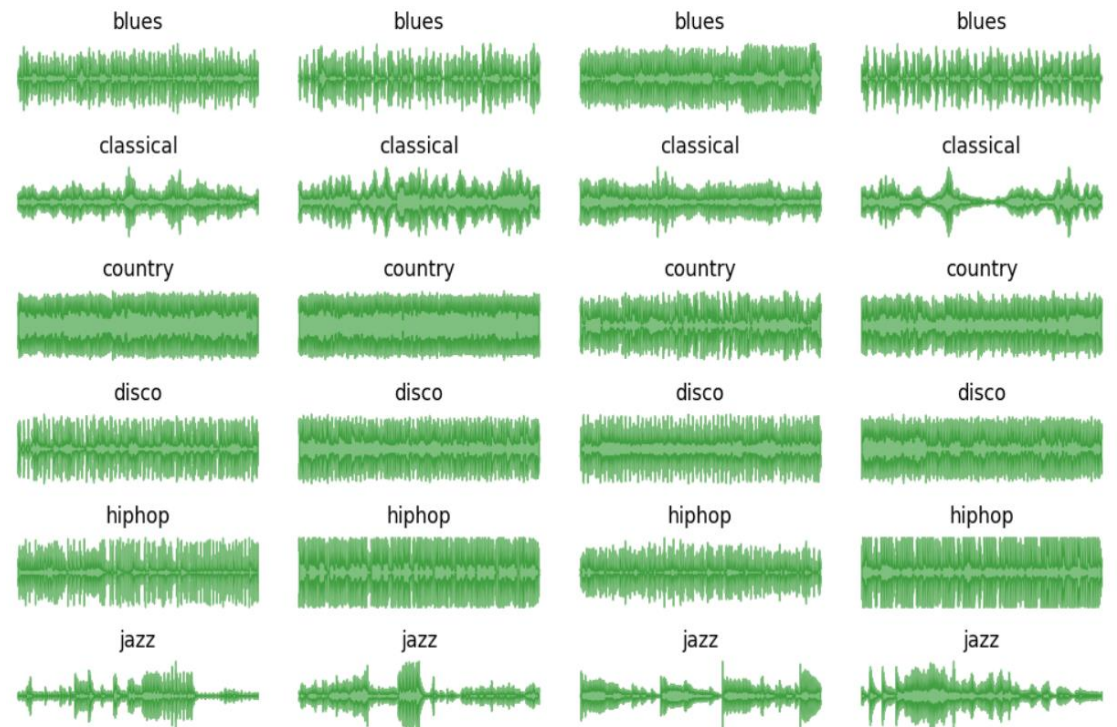 blues blues blues blues
classical classical classical classical
country country country country
disco disco disco disco
hiphop hiphop hiphop hiphop
jazz jazz jazz jazz